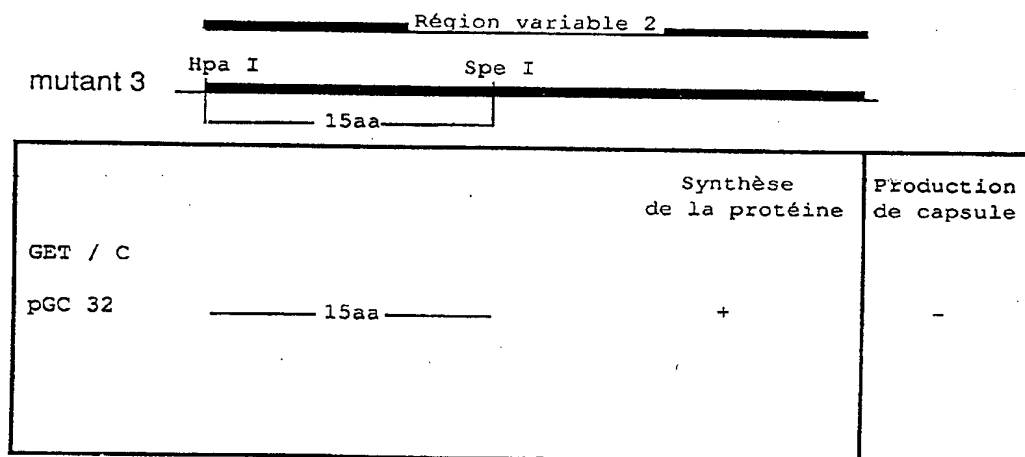 Région variable 2
Hpa I Spe I
mutant 3
15aa
Synthèse Production
de la protéine de capsule
GET / C
pGC 32 15aa + -